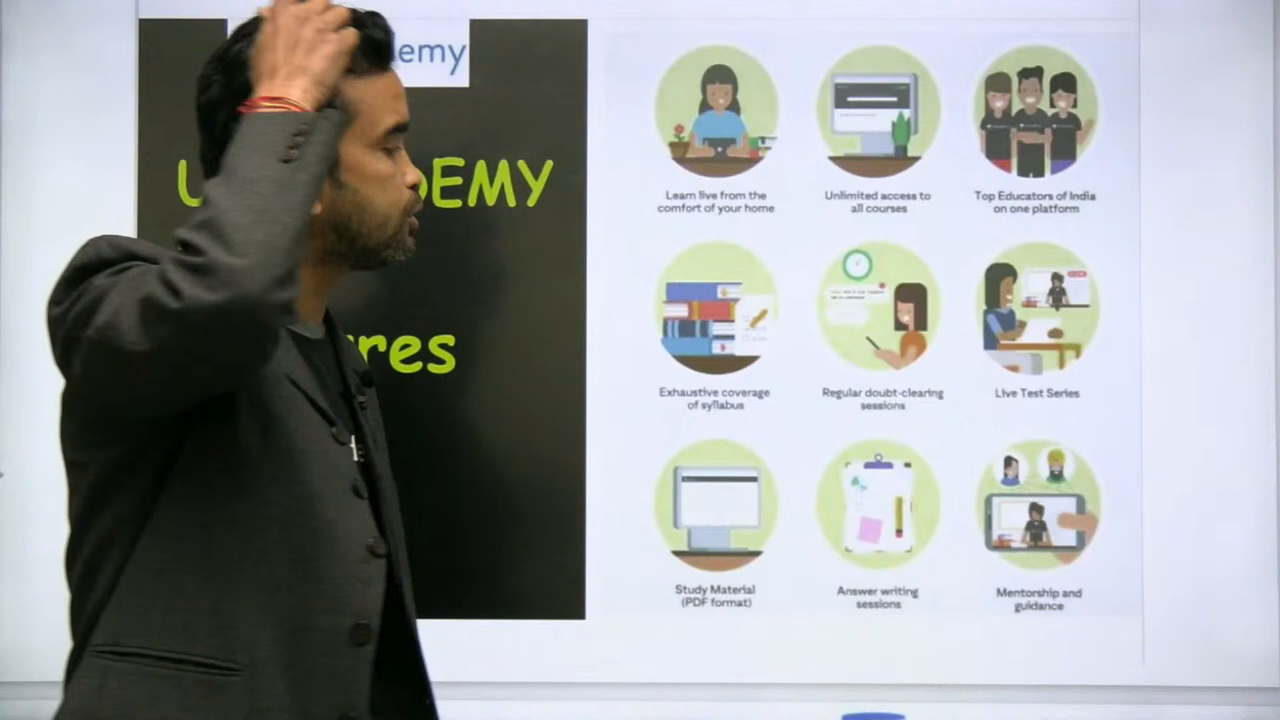 emy
U
DEMY
res
Learn live from the
comfort of your home
Unlimited access to
all courses
Top Educators of India
on one platform
Exhaustive coverage
of syllabus
Regular doubt-clearing
sessions
Live Test Series
Study Material
(PDF format)
Answer writing
sessions
Mentorship and
guidance